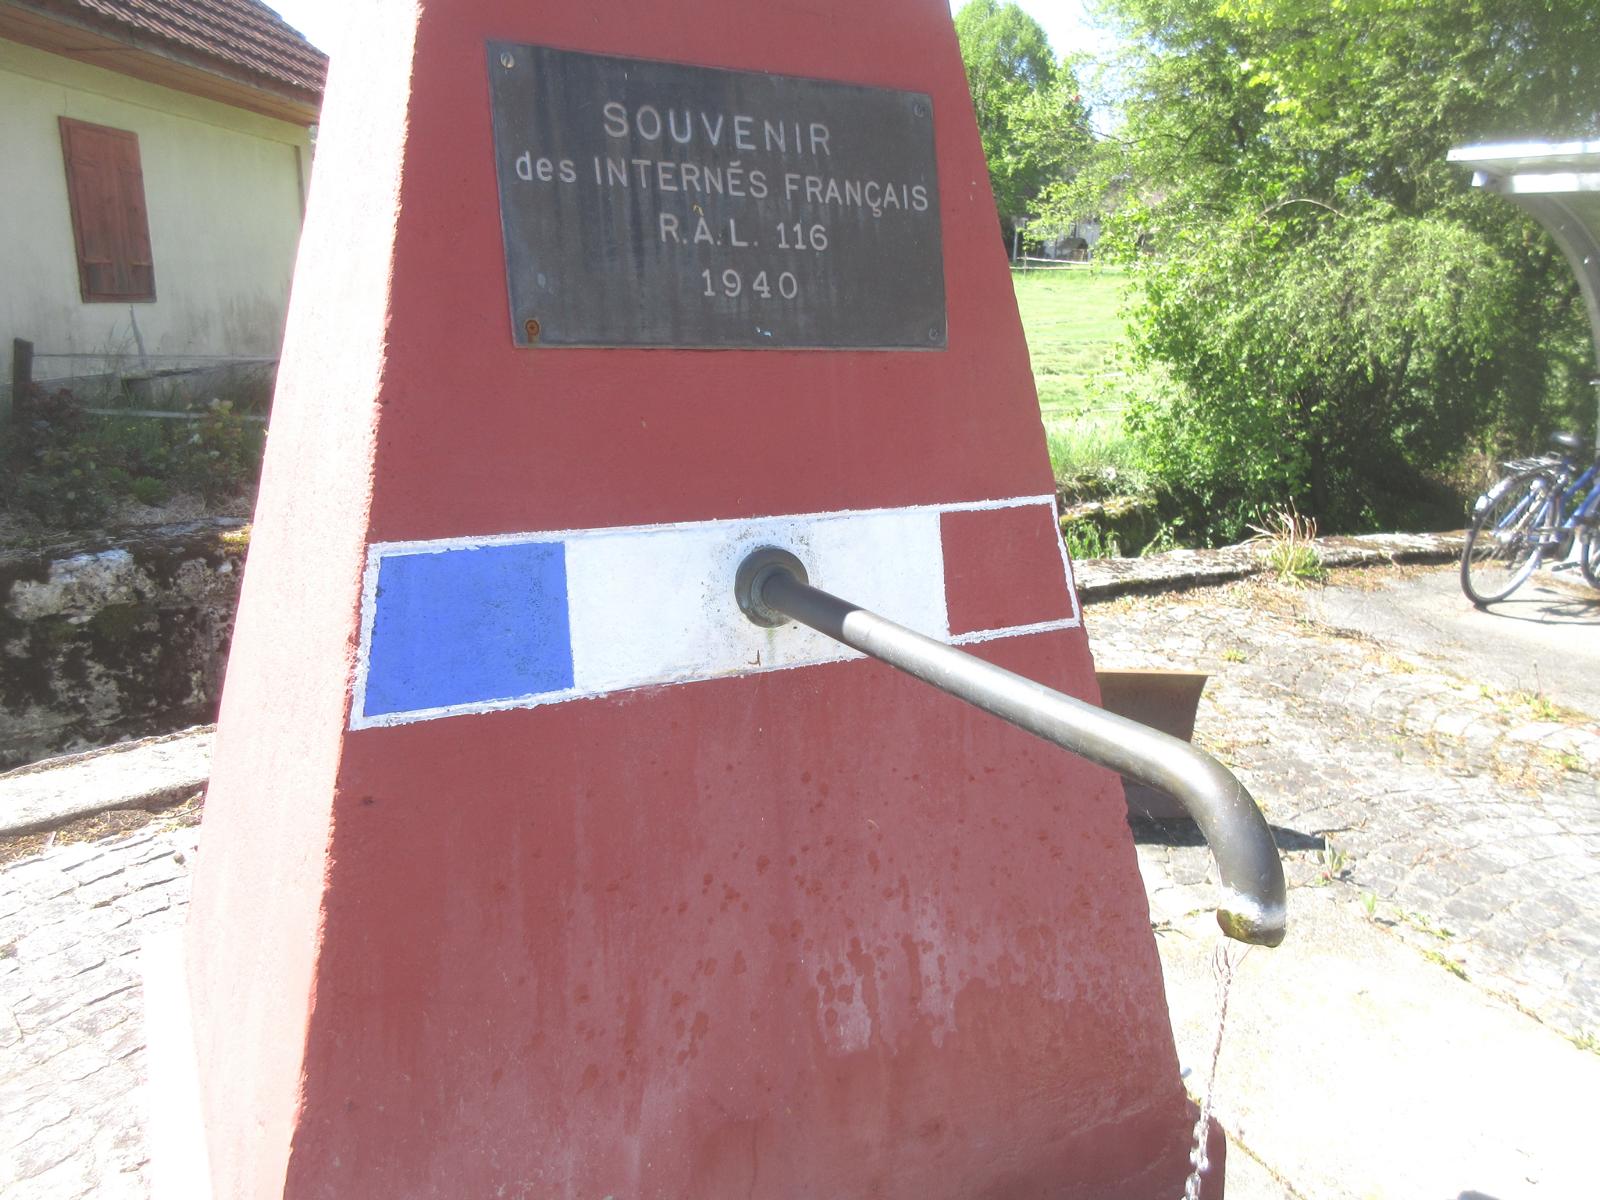 SOUVENIR
des INTERNÉS FRANÇAIS
R.À.L. 116
1940